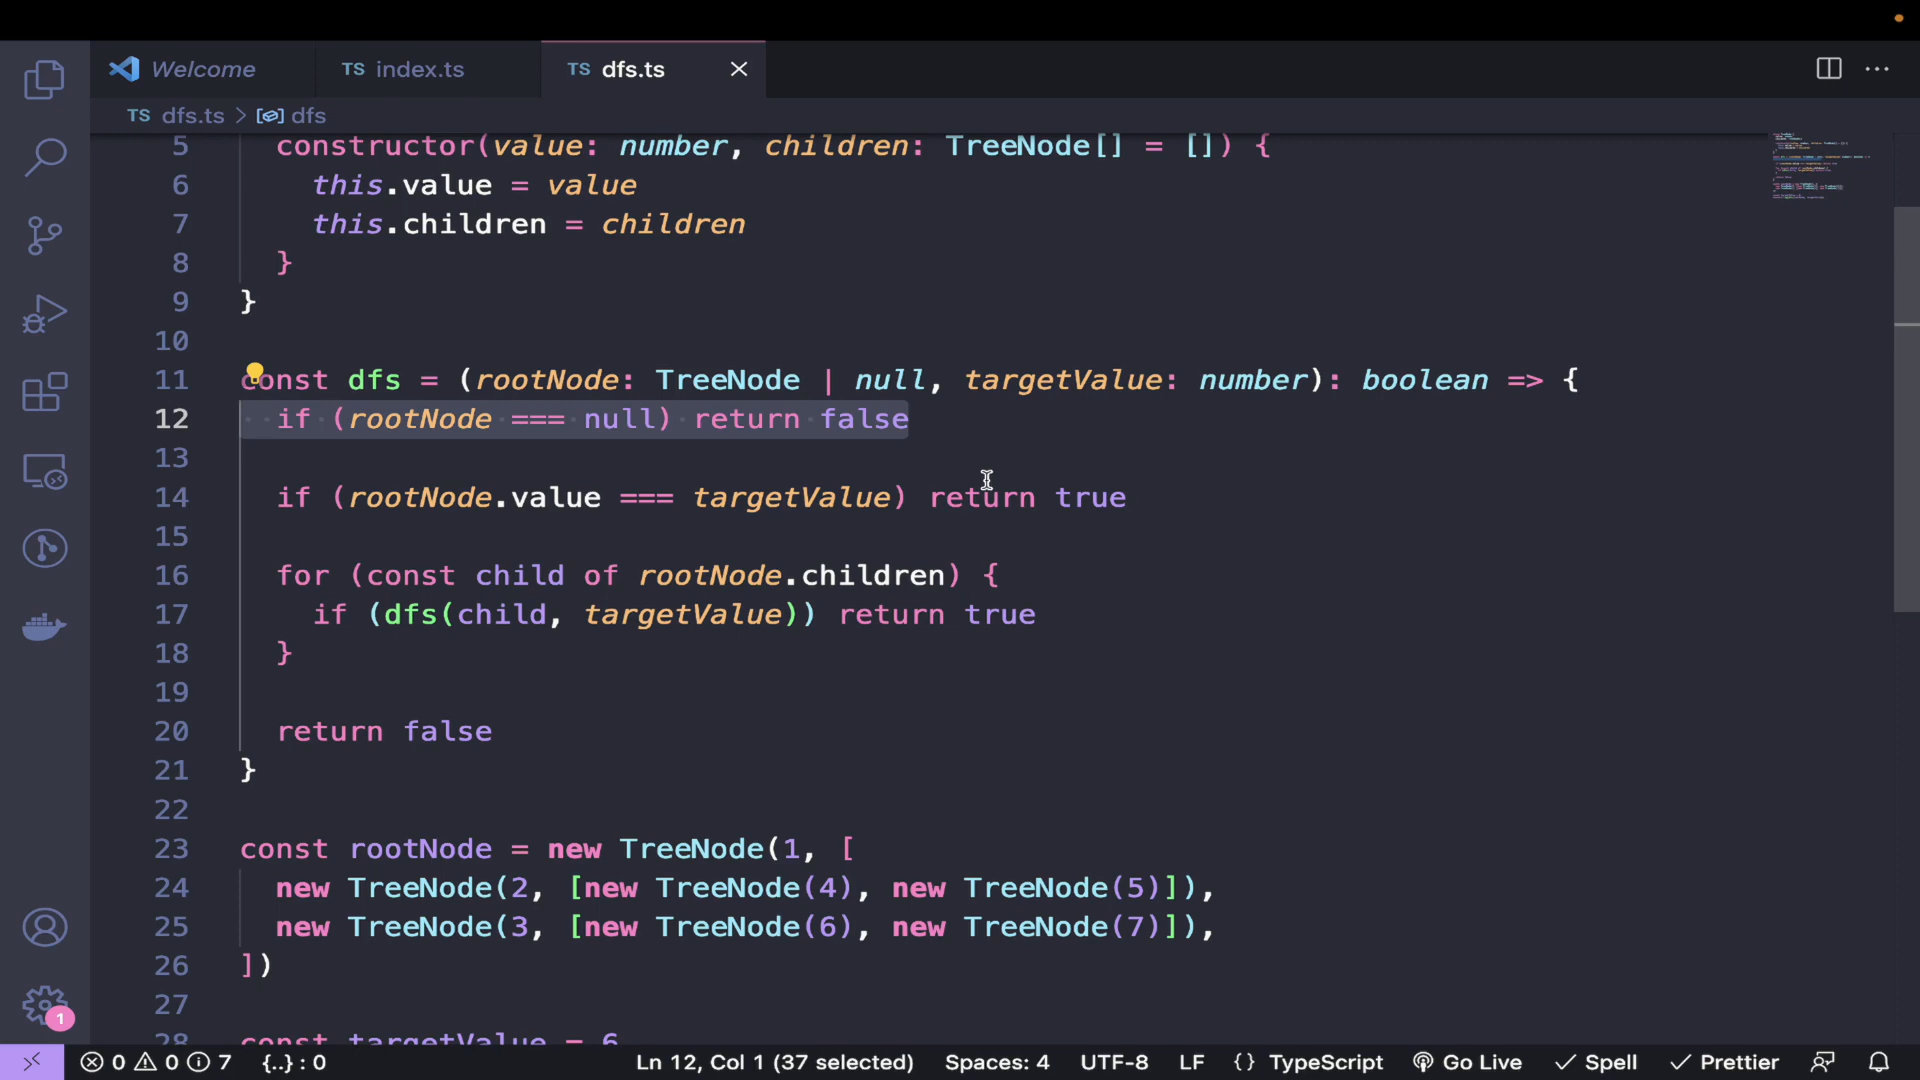 Welcome
TS index.ts
TS dfs.ts
TS dfs.ts > dfs
5 constructor(value: number, children: TreeNode[] = []) {
6 this.value = value
7 this.children = children
8 }
9 }
10
11 const dfs = (rootNode: TreeNode | null, targetValue: number): boolean => {
12 if (rootNode === null) return false
13
14 if (rootNode.value === targetValue) return true
15
16 for (const child of rootNode.children) {
17 if (dfs(child, targetValue)) return true
18 }
19
20 return false
21 }
22
23 const rootNode = new TreeNode(1, [
24 new TreeNode(2, [new TreeNode(4), new TreeNode(5)]),
25 new TreeNode(3, [new TreeNode(6), new TreeNode(7)]),
26 ])
27
28 const targetValue = 6
1
0 0 7 {..} : 0 Ln 12, Col 1 (37 selected) Spaces: 4 UTF-8 LF {} TypeScript Go Live Spell Prettier